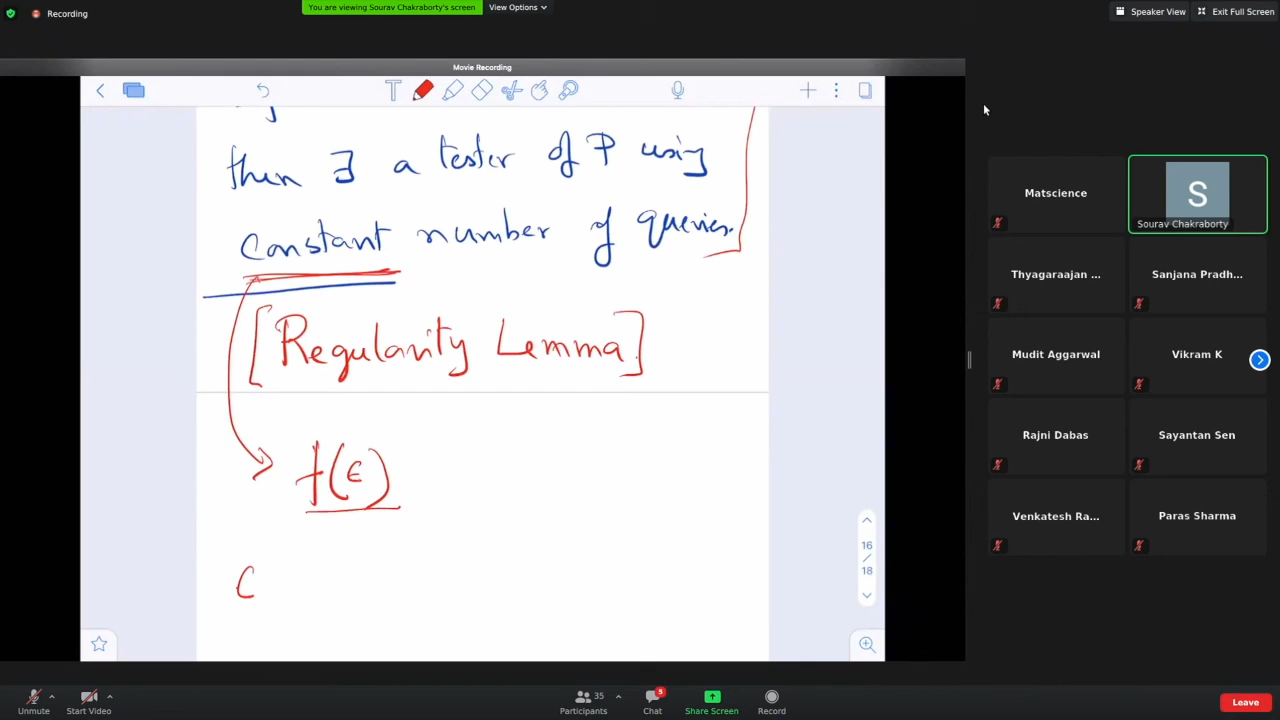 Recording
You are viewing Sourav Chakraborty's screen
View Options
Speaker View
Exit Full Screen
Movie Recording
then ∃ a tester of P using
constant number of queries.
[Regularity Lemma]
f(ϵ)
C
16
/
18
Matscience
S
Sourav Chakraborty
Thyagaraajan ...
Sanjana Pradh...
Mudit Aggarwal
Vikram K
Rajni Dabas
Sayantan Sen
Venkatesh Ra...
Paras Sharma
Unmute
Start Video
35
Participants
5
Chat
Share Screen
Record
Leave